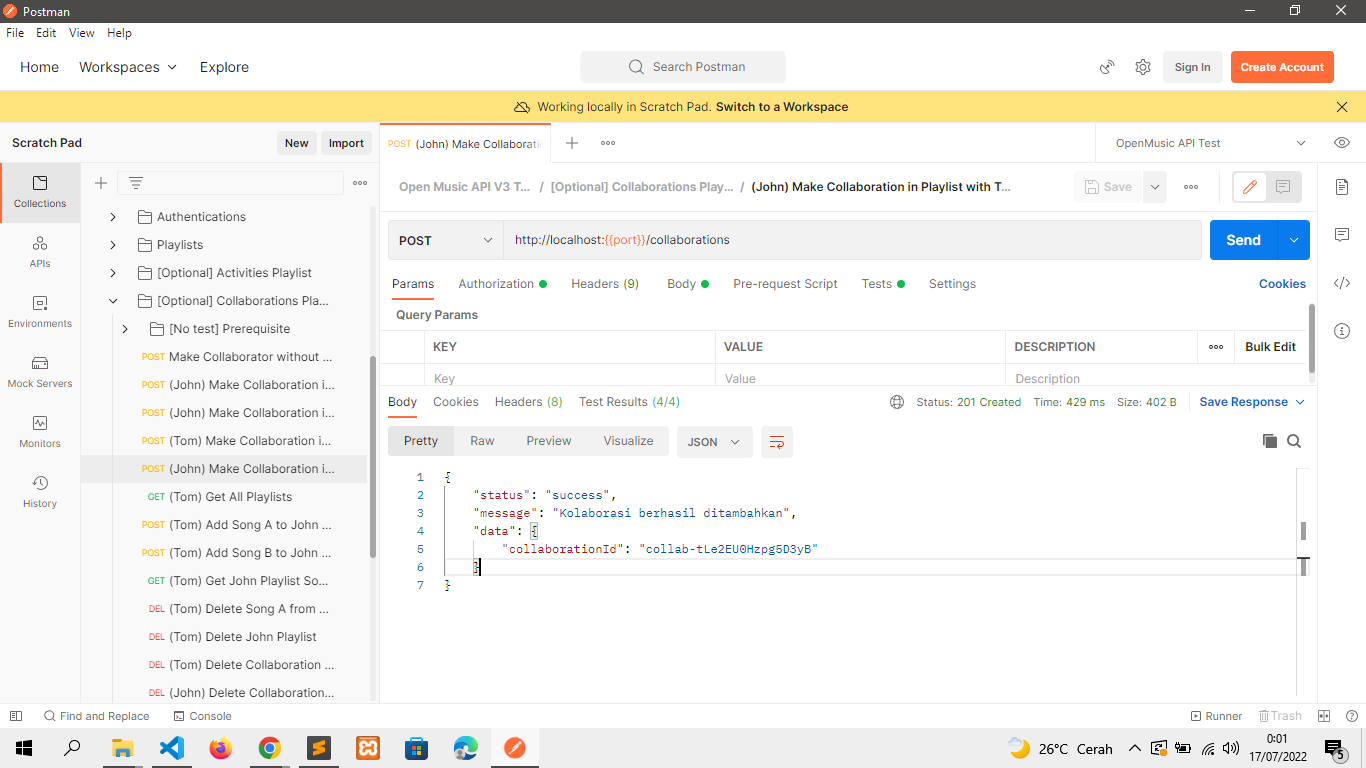 Postman
File Edit View Help
Home Workspaces Explore
Search Postman
Sign In
Create Account
Working locally in Scratch Pad. Switch to a Workspace
Scratch Pad
New
Import
POST (John) Make Collaborati
OpenMusic API Test
Collections
APIs
Environments
Mock Servers
Monitors
History
Authentications
Playlists
[Optional] Activities Playlist
[Optional] Collaborations Pla...
[No test] Prerequisite
POST Make Collaborator without ...
POST (John) Make Collaboration i...
POST (John) Make Collaboration i...
POST (Tom) Make Collaboration i...
POST (John) Make Collaboration i...
GET (Tom) Get All Playlists
POST (Tom) Add Song A to John ...
POST (Tom) Add Song B to John ...
GET (Tom) Get John Playlist So...
DEL (Tom) Delete Song A from ...
DEL (Tom) Delete John Playlist
DEL (Tom) Delete Collaboration ...
DEL (John) Delete Collaboration...
Open Music API V3 T... / [Optional] Collaborations Play... / (John) Make Collaboration in Playlist with T...
Save
POST http://localhost:{{port}}/collaborations
Send
Params Authorization Headers (9) Body Pre-request Script Tests Settings Cookies
Query Params
KEY VALUE DESCRIPTION Bulk Edit
Key Value Description
Body Cookies Headers (8) Test Results (4/4) Status: 201 Created Time: 429 ms Size: 402 B Save Response
Pretty Raw Preview Visualize JSON
1 {
2 "status": "success",
3 "message": "Kolaborasi berhasil ditambahkan",
4 "data": {
5 "collaborationId": "collab-tLe2EU0Hzpg5D3yB"
6 }
7 }
Find and Replace Console Runner Trash
26°C Cerah
0:01
17/07/2022
5